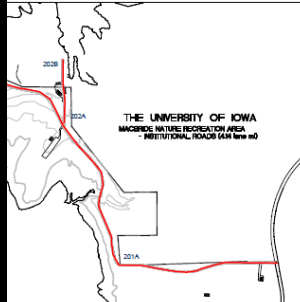 202B
202A
THE UNIVERSITY OF IOWA
MACBRIDE NATURE RECREATION AREA
- INSTITUTIONAL ROADS (4.14 lane mi)
201A